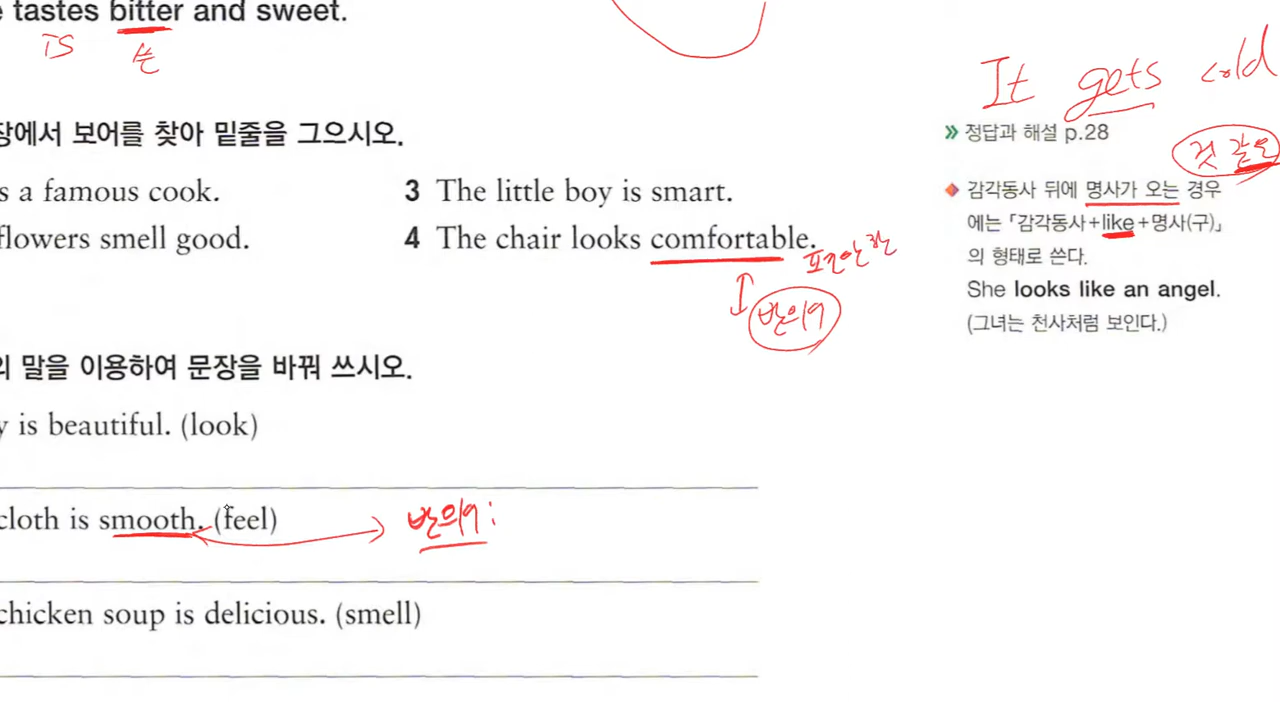 e tastes bitter and sweet.
is 쓴
It gets cold
장에서 보어를 찾아 밑줄을 그으시오.
정답과 해설 p.28
것 같은
s a famous cook.
3 The little boy is smart.
flowers smell good.
4 The chair looks comfortable.
편안한
반의어
감각동사 뒤에 명사가 오는 경우
에는 「감각동사+like+명사(구)」
의 형태로 쓴다.
She looks like an angel.
(그녀는 천사처럼 보인다.)
의 말을 이용하여 문장을 바꿔 쓰시오.
y is beautiful. (look)
cloth is smooth. (feel)
반의어:
chicken soup is delicious. (smell)